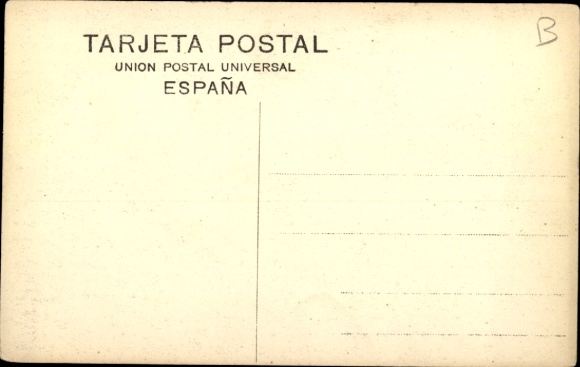 B
TARJETA POSTAL
UNION POSTAL UNIVERSAL
ESPAÑA